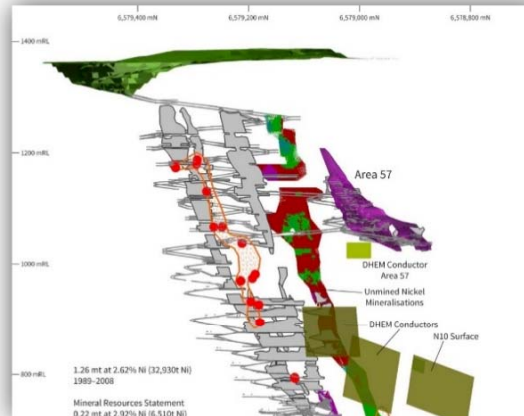 6,579,400 mN
6,579,200 mN
6,579,000 mN
6,578,800 mN
1400 mRL
1200 mRL
Area 57
DHEM Conductor
Area 57
1000 mRL
Unmined Nickel
Mineralisations
DHEM Conductors
N10 Surface
1.26 mt at 2.62% Ni (32,930t Ni)
1989–2008
800 mRL
Mineral Resources Statement
0.22 mt at 2.92% Ni (6,510t Ni)